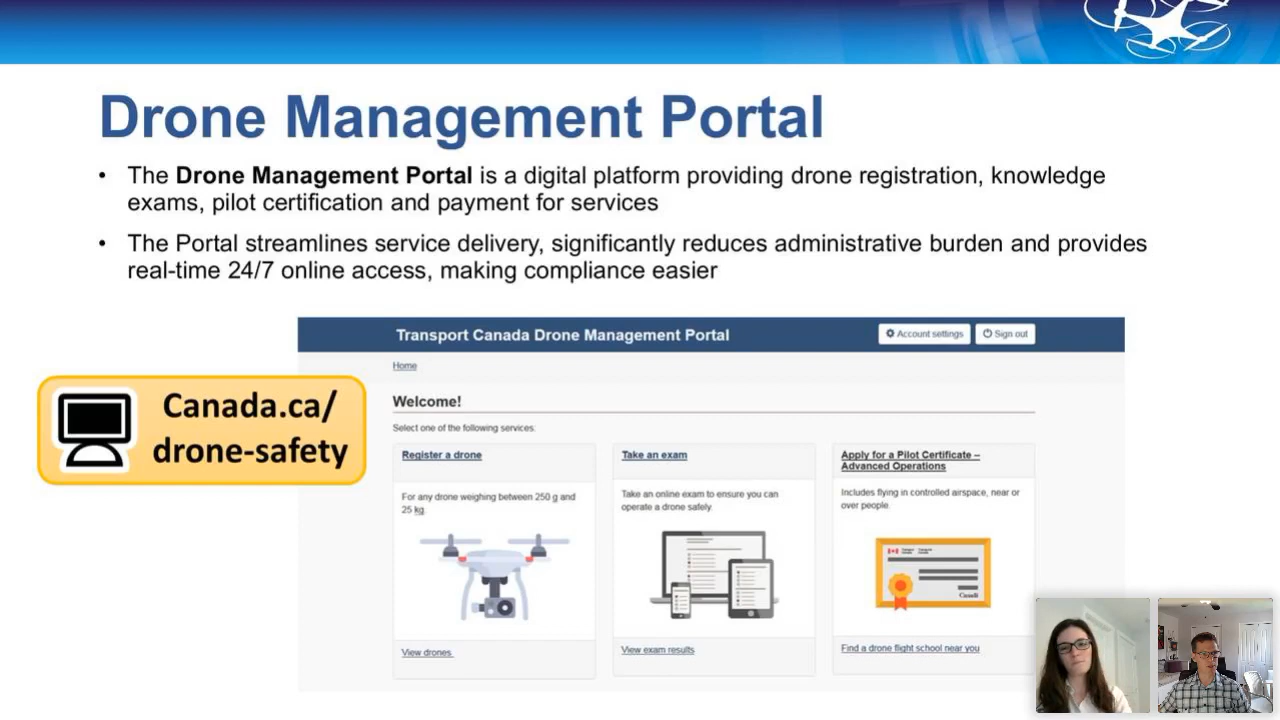 Drone Management Portal
• The Drone Management Portal is a digital platform providing drone registration, knowledge
exams, pilot certification and payment for services
• The Portal streamlines service delivery, significantly reduces administrative burden and provides
real-time 24/7 online access, making compliance easier
Transport Canada Drone Management Portal
Account settings
Sign out
Home
Canada.ca/
drone-safety
Welcome!
Select one of the following services:
Register a drone
For any drone weighing between 250 g and
25 kg.
View drones
Take an exam
Take an online exam to ensure you can
operate a drone safely.
View exam results
Apply for a Pilot Certificate –
Advanced Operations
Includes flying in controlled airspace, near or
over people.
Canada
Find a drone flight school near you